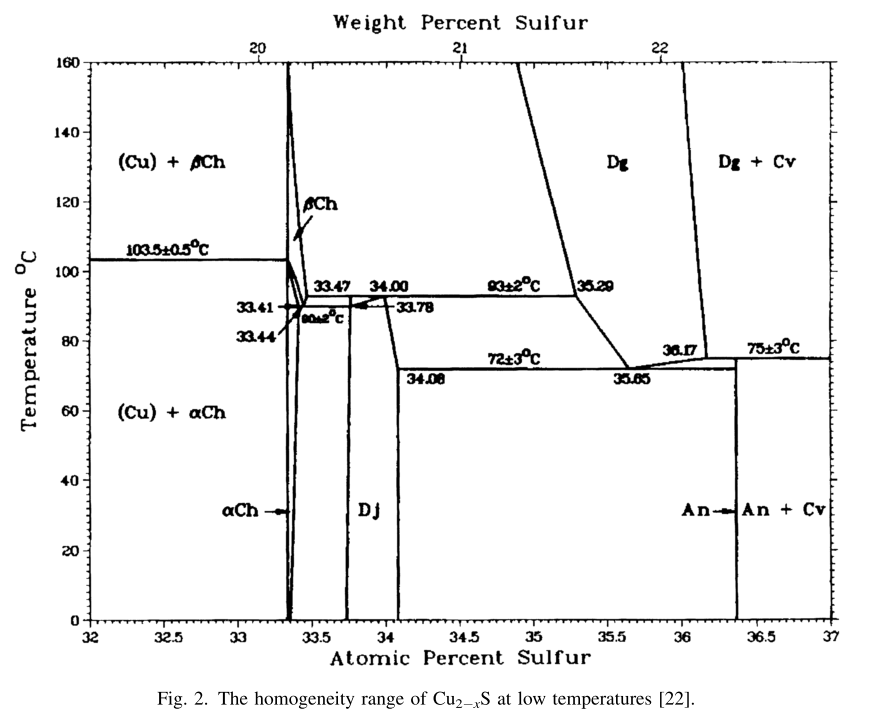 Weight Percent Sulfur
20 21 22
160
(Cu) + βCh Dg Dg + Cv
140
120
βCh
103.5±0.5°C
100
33.47 34.00 93±2°C 35.29
33.41 33.78
90±2°C
33.44
80
36.17 75±3°C
72±3°C
34.08 35.65
60
(Cu) + αCh
40
αCh Dj An An + Cv
20
0
Temperature °C
32 32.5 33 33.5 34 34.5 35 35.5 36 36.5 37
Atomic Percent Sulfur
Fig. 2. The homogeneity range of Cu2−xS at low temperatures [22].